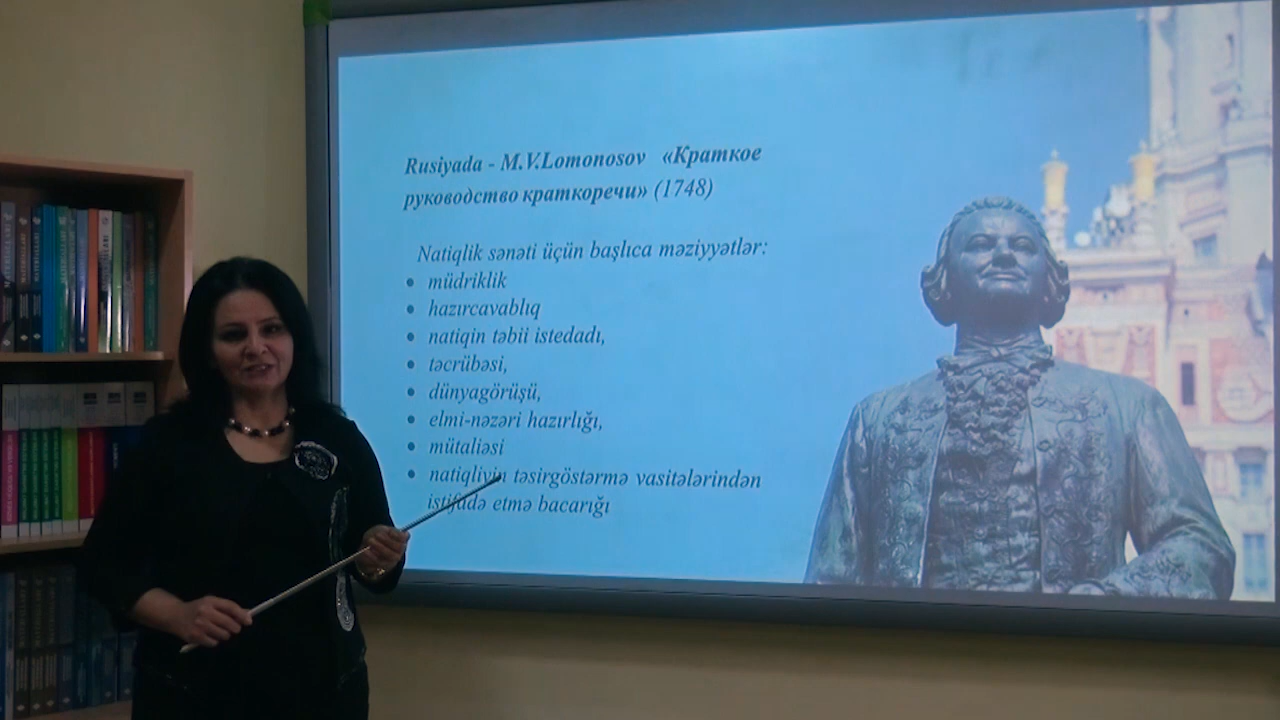 Rusiyada - M.V.Lomonosov «Краткое
руководство краткоречи» (1748)
Natiqlik sənəti üçün başlıca məziyyətlər:
• müdriklik
• hazırcavablıq
• natiqin təbii istedadı,
• təcrübəsi,
• dünyagörüşü,
• elmi-nəzəri hazırlığı,
• mütaliəsi
• natiqliyin təsirgöstərmə vasitələrindən
istifadə etmə bacarığı